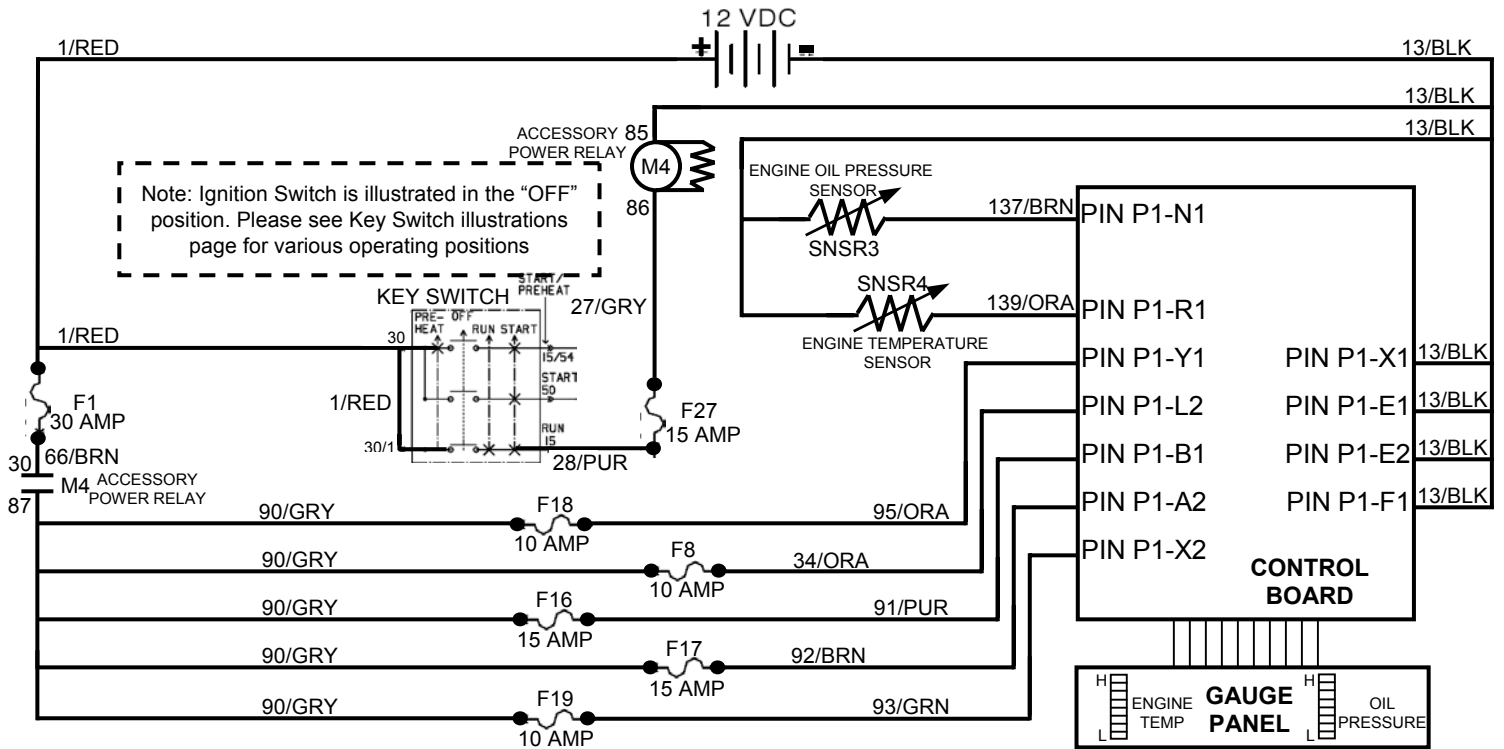 12 VDC
1/RED
+
-
13/BLK
13/BLK
13/BLK
ACCESSORY
POWER RELAY
85
M4
86
Note: Ignition Switch is illustrated in the “OFF”
position. Please see Key Switch illustrations
page for various operating positions
ENGINE OIL PRESSURE
SENSOR
SNSR3
137/BRN
PIN P1-N1
SNSR4
139/ORA
PIN P1-R1
ENGINE TEMPERATURE
SENSOR
27/GRY
KEY SWITCH
START/
PREHEAT
PRE-
HEAT
OFF
RUN
START
1/RED
30
15/54
START
50
1/RED
RUN
15
30/1
28/PUR
F27
15 AMP
F1
30 AMP
30
66/BRN
M4
ACCESSORY
POWER RELAY
87
PIN P1-Y1
PIN P1-X1
13/BLK
PIN P1-L2
PIN P1-E1
13/BLK
PIN P1-B1
PIN P1-E2
13/BLK
PIN P1-A2
PIN P1-F1
13/BLK
PIN P1-X2
CONTROL
BOARD
90/GRY
F18
10 AMP
95/ORA
90/GRY
F8
10 AMP
34/ORA
90/GRY
F16
15 AMP
91/PUR
90/GRY
F17
15 AMP
92/BRN
90/GRY
F19
10 AMP
93/GRN
H
L
ENGINE
TEMP
GAUGE
PANEL
H
L
OIL
PRESSURE